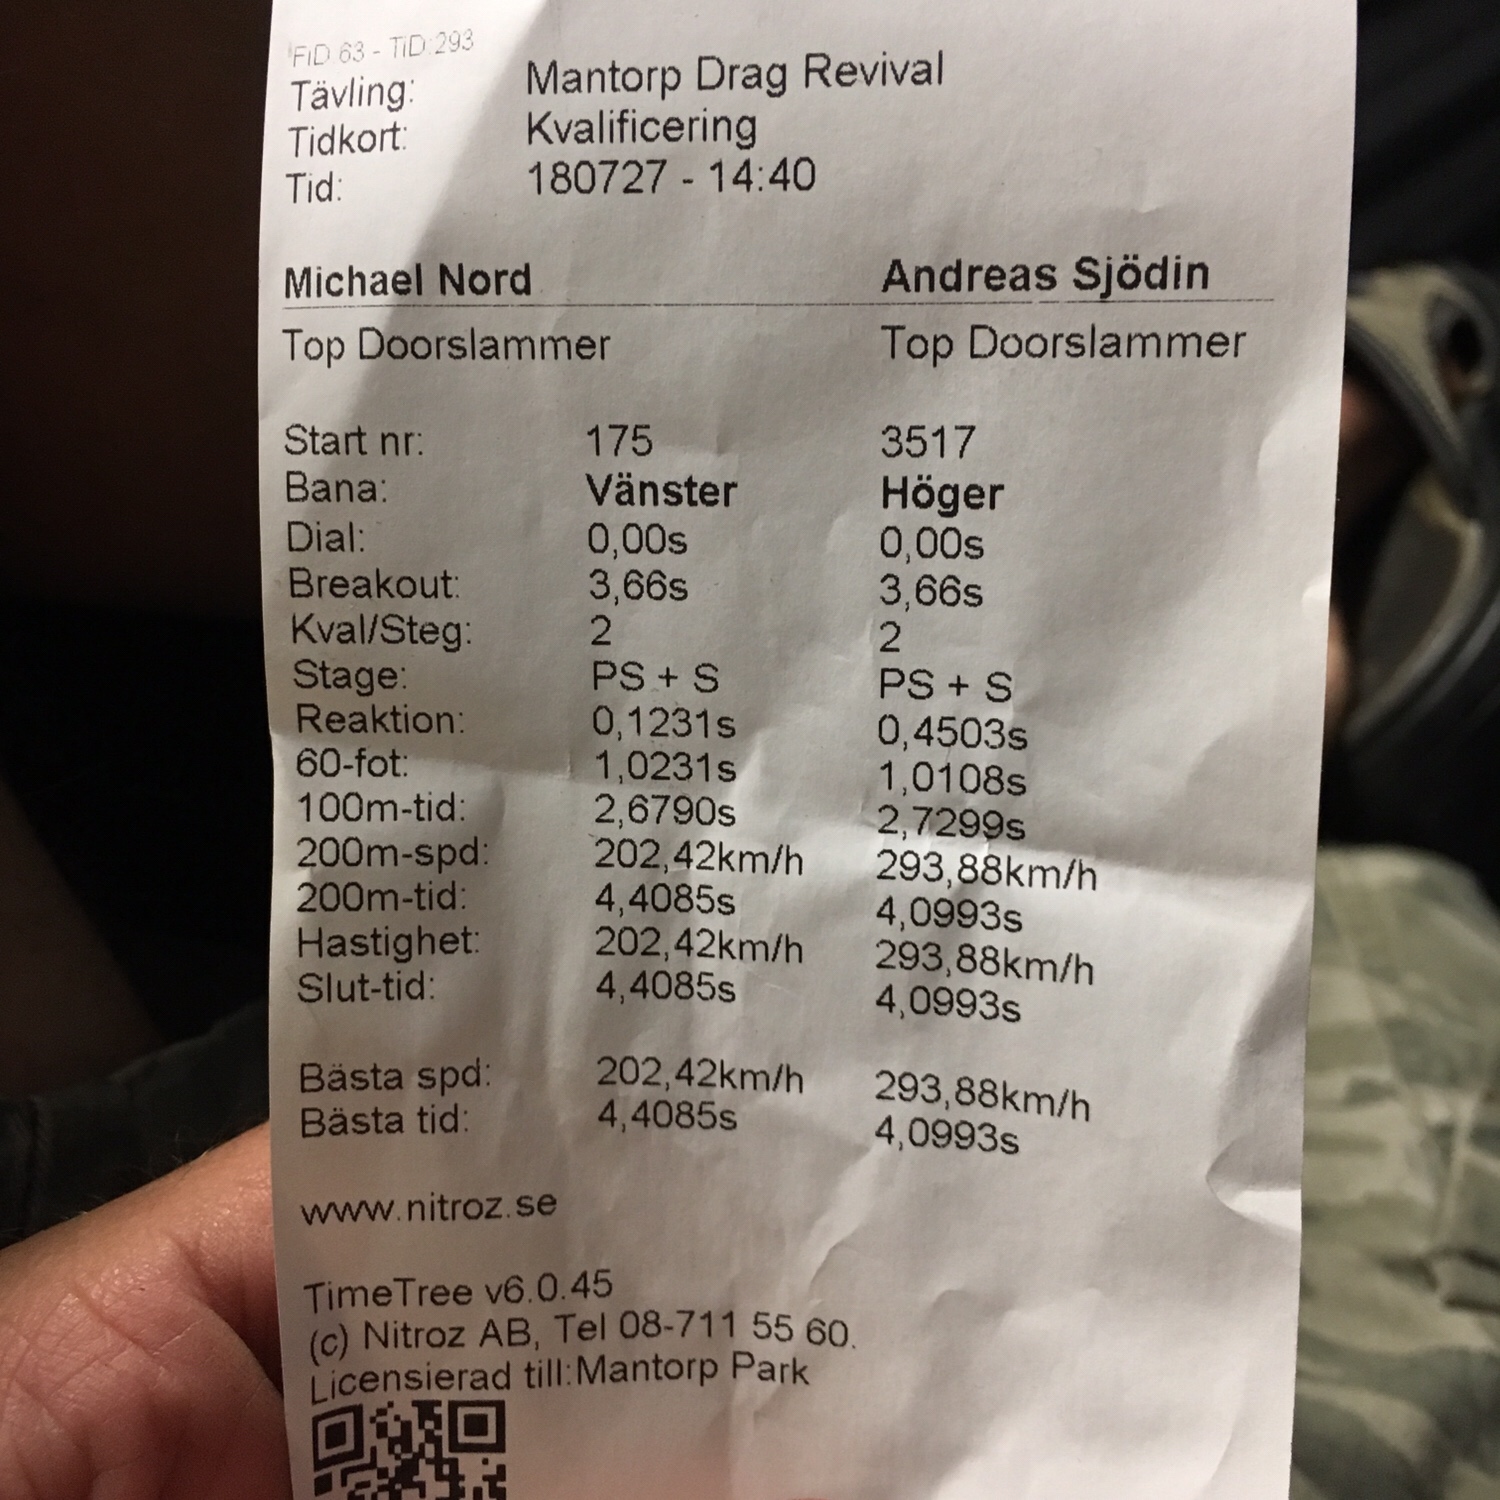 FiD 63 - TiD:293
Tävling: Mantorp Drag Revival
Tidkort: Kvalificering
Tid: 180727 - 14:40
Michael Nord Andreas Sjödin
Top Doorslammer Top Doorslammer
Start nr: 175 3517
Bana: Vänster Höger
Dial: 0,00s 0,00s
Breakout: 3,66s 3,66s
Kval/Steg: 2 2
Stage: PS + S PS + S
Reaktion: 0,1231s 0,4503s
60-fot: 1,0231s 1,0108s
100m-tid: 2,6790s 2,7299s
200m-spd: 202,42km/h 293,88km/h
200m-tid: 4,4085s 4,0993s
Hastighet: 202,42km/h 293,88km/h
Slut-tid: 4,4085s 4,0993s
Bästa spd: 202,42km/h 293,88km/h
Bästa tid: 4,4085s 4,0993s
www.nitroz.se
TimeTree v6.0.45
(c) Nitroz AB, Tel 08-711 55 60.
Licensierad till:Mantorp Park